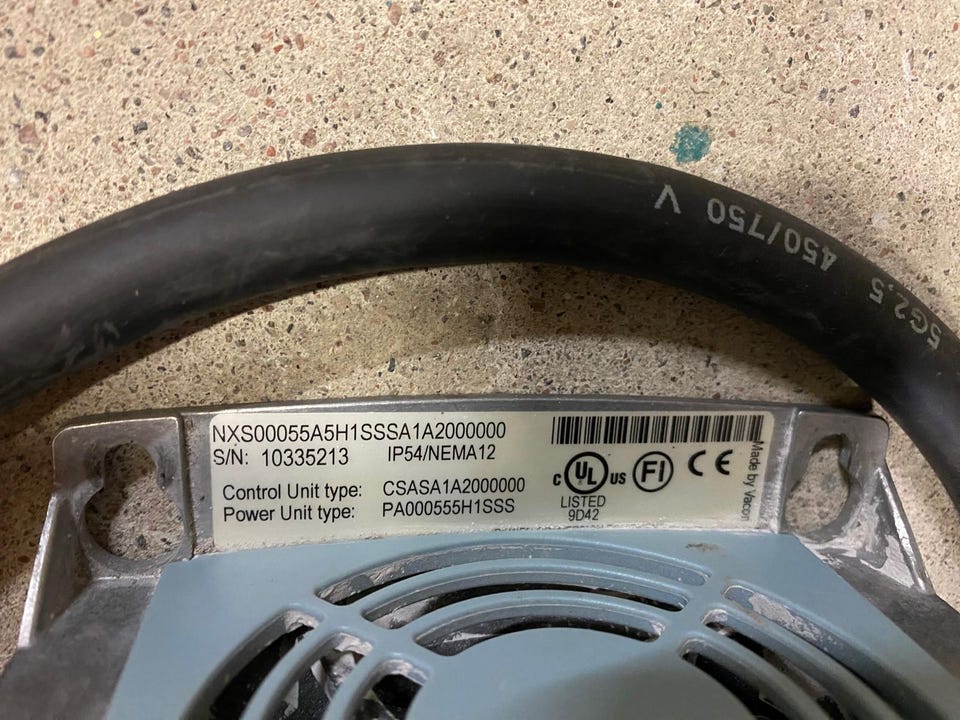 5G2,5 450/750 V
NXS00055A5H1SSSA1A2000000
S/N: 10335213 IP54/NEMA12
Control Unit type: CSASA1A2000000
Power Unit type: PA000555H1SSS
C UL US FI CE
LISTED
9D42
Made by Vacon